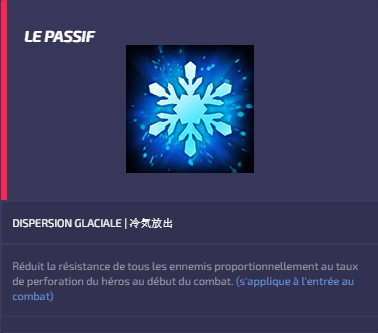 LE PASSIF
DISPERSION GLACIALE | 冷気放出
Réduit la résistance de tous les ennemis proportionnellement au taux
de perforation du héros au début du combat. (s'applique à l'entrée au
combat)